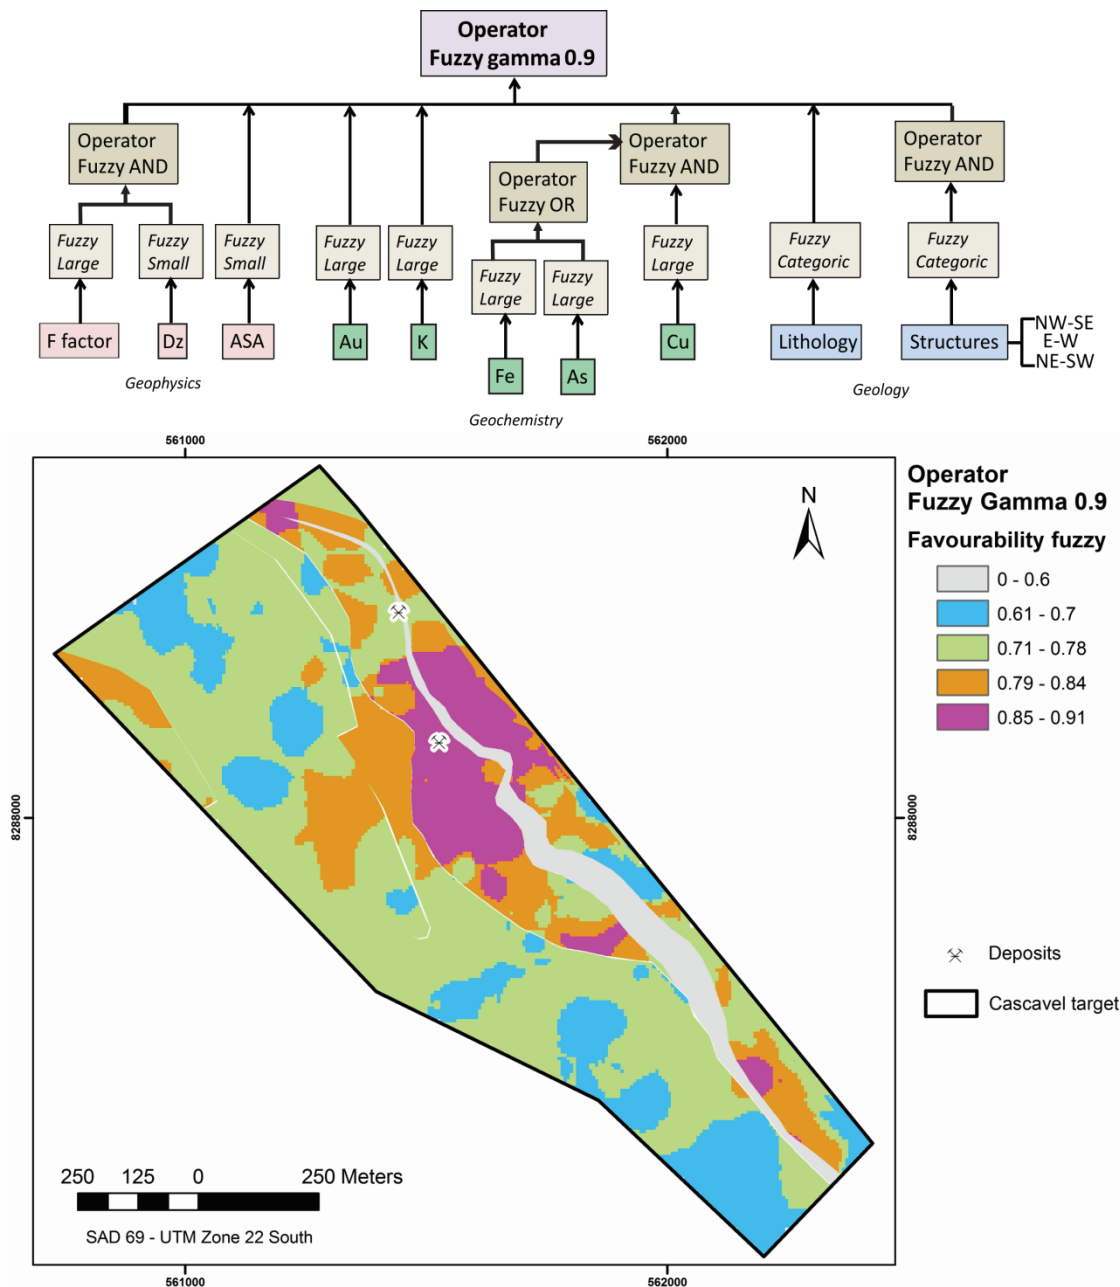 Operator
Fuzzy gamma 0.9
Operator
Fuzzy AND
Operator
Fuzzy OR
Operator
Fuzzy AND
Operator
Fuzzy AND
Fuzzy
Large
Fuzzy
Small
Fuzzy
Small
Fuzzy
Large
Fuzzy
Large
Fuzzy
Large
Fuzzy
Large
Fuzzy
Large
Fuzzy
Categoric
Fuzzy
Categoric
F factor
Dz
ASA
Au
K
Fe
As
Cu
Lithology
Structures
NW-SE
E-W
NE-SW
Geophysics
Geochemistry
Geology
561000
562000
8288000
8288000
N
Operator
Fuzzy Gamma 0.9
Favourability fuzzy
0 - 0.6
0.61 - 0.7
0.71 - 0.78
0.79 - 0.84
0.85 - 0.91
Deposits
Cascavel target
250 125 0 250 Meters
SAD 69 - UTM Zone 22 South
561000
562000